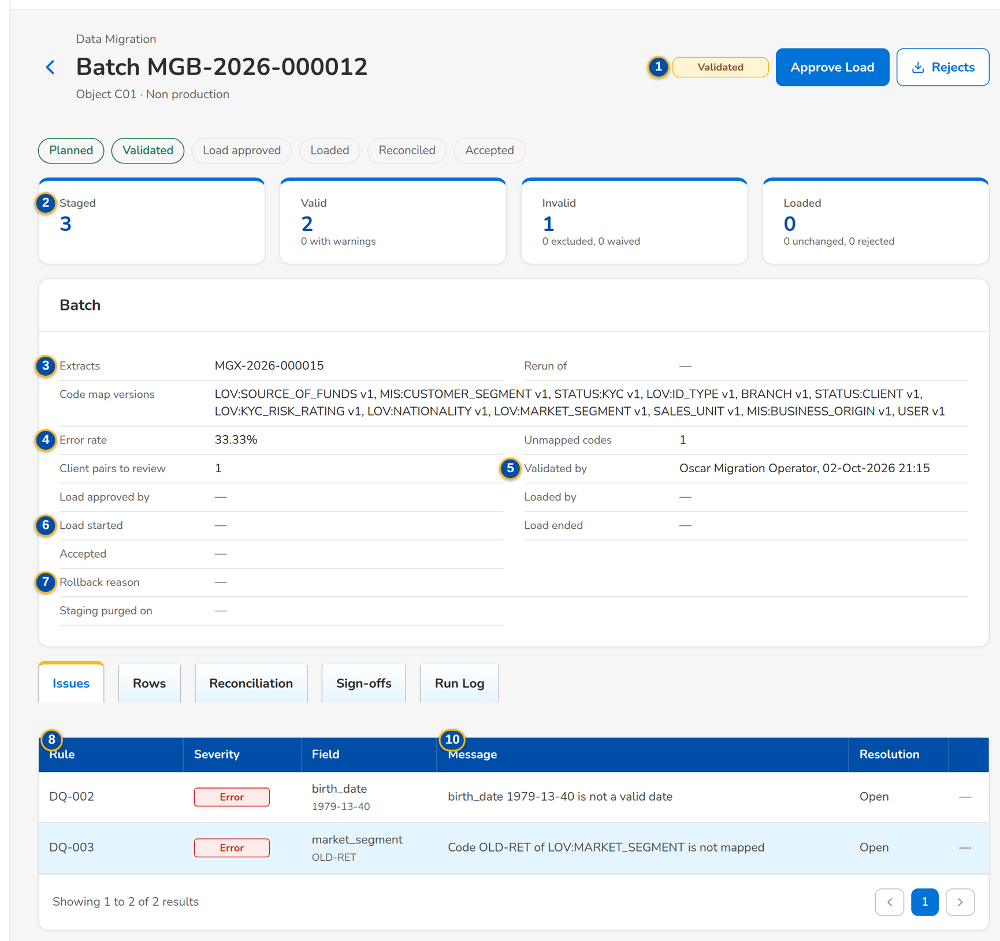 Data Migration
Batch MGB-2026-000012
Object C01 · Non production
1 Validated Approve Load Rejects
Planned Validated Load approved Loaded Reconciled Accepted
2 Staged
3
Valid
2
0 with warnings
Invalid
1
0 excluded, 0 waived
Loaded
0
0 unchanged, 0 rejected
Batch
3 Extracts MGX-2026-000015 Rerun of —
Code map versions LOV:SOURCE_OF_FUNDS v1, MIS:CUSTOMER_SEGMENT v1, STATUS:KYC v1, LOV:ID_TYPE v1, BRANCH v1, STATUS:CLIENT v1,
LOV:KYC_RISK_RATING v1, LOV:NATIONALITY v1, LOV:MARKET_SEGMENT v1, SALES_UNIT v1, MIS:BUSINESS_ORIGIN v1, USER v1
4 Error rate 33.33% Unmapped codes 1
Client pairs to review 1 5 Validated by Oscar Migration Operator, 02-Oct-2026 21:15
Load approved by — Loaded by —
6 Load started — Load ended —
Accepted —
7 Rollback reason —
Staging purged on —
Issues Rows Reconciliation Sign-offs Run Log
8 10
Rule Severity Field Message Resolution
DQ-002 Error birth_date birth_date 1979-13-40 is not a valid date Open —
1979-13-40
DQ-003 Error market_segment Code OLD-RET of LOV:MARKET_SEGMENT is not mapped Open —
OLD-RET
Showing 1 to 2 of 2 results 1